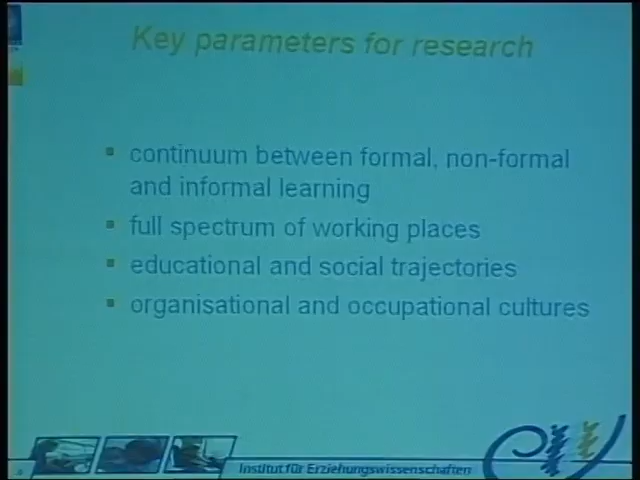 Key parameters for research
continuum between formal, non-formal
and informal learning
full spectrum of working places
educational and social trajectories
organisational and occupational cultures
Institut für Erziehungswissenschaften